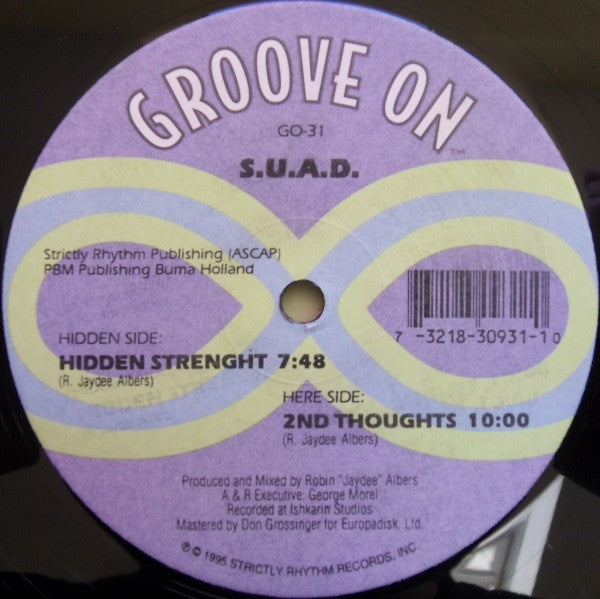 GROOVE ON™
GO-31
S.U.A.D.
Strictly Rhythm Publishing (ASCAP)
PBM Publishing Buma Holland
7 -3218-30931-1 0
HIDDEN SIDE:
HIDDEN STRENGHT 7:48
(R. Jaydee Albers)
HERE SIDE:
2ND THOUGHTS 10:00
(R. Jaydee Albers)
Produced and Mixed by Robin "Jaydee" Albers
A & R Executive: George Morel
Recorded at Ishkarin Studios
Mastered by Don Grossinger for Europadisk, Ltd.
℗ © 1995 STRICTLY RHYTHM RECORDS, INC.